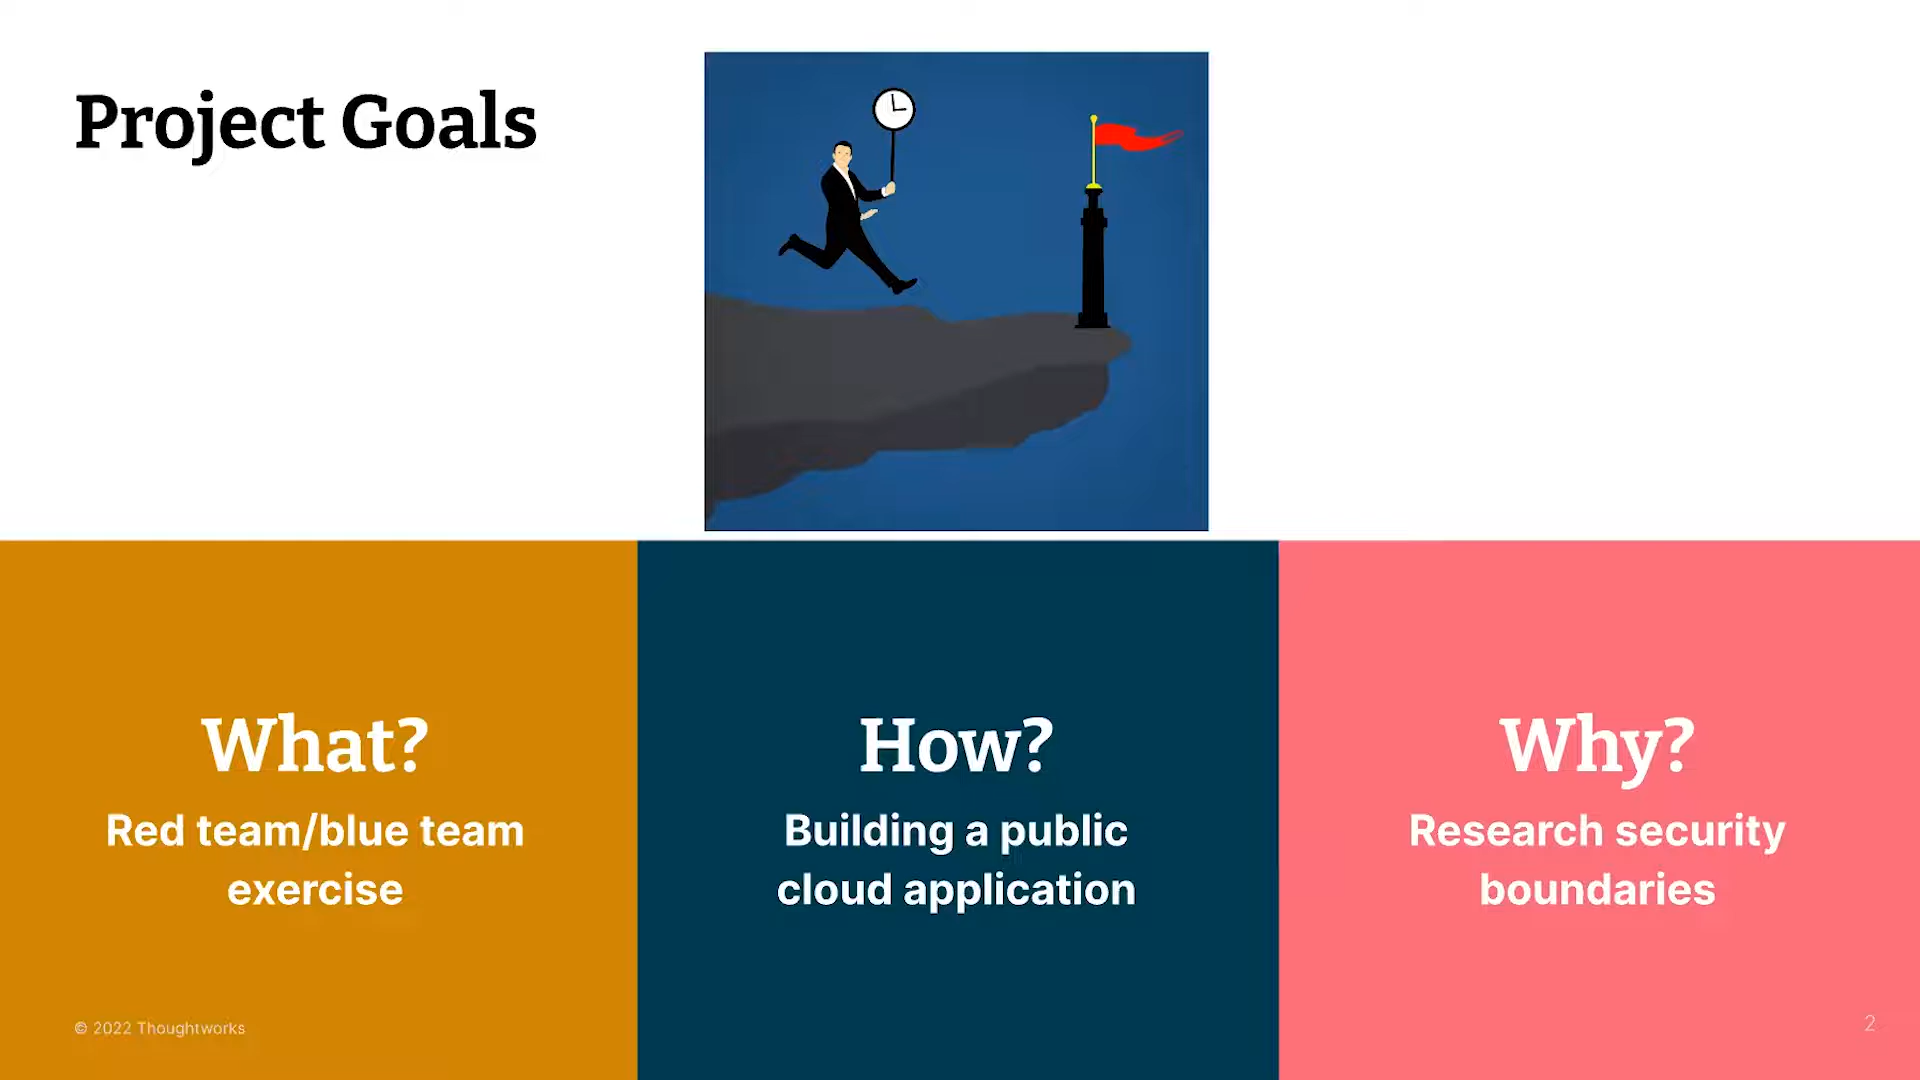 Project Goals
What?
Red team/blue team
exercise
How?
Building a public
cloud application
Why?
Research security
boundaries
© 2022 Thoughtworks
2